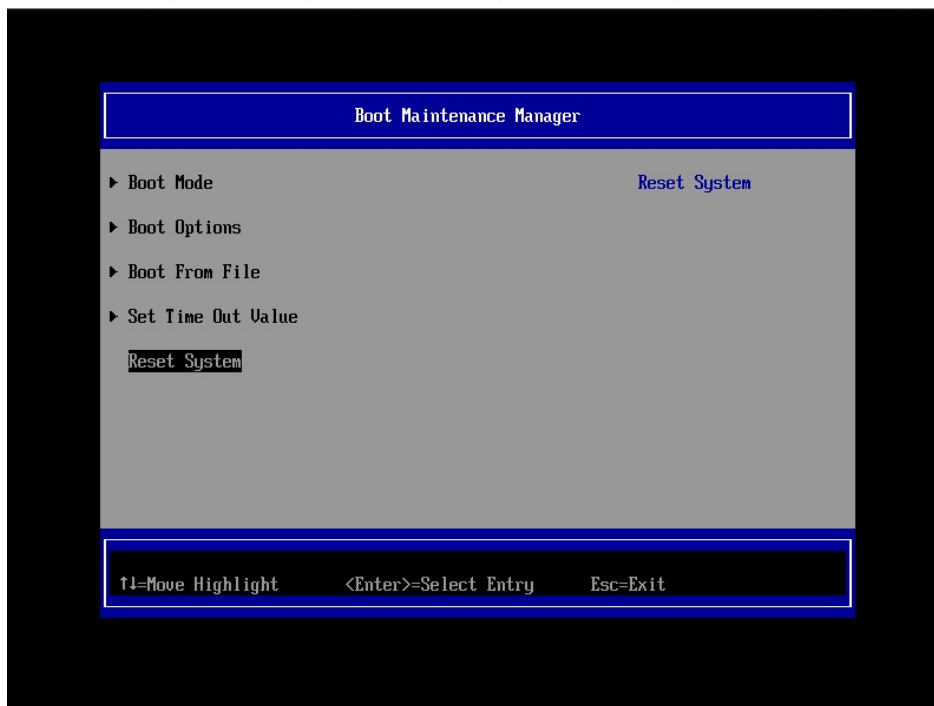 Boot Maintenance Manager
▶ Boot Mode
Reset System
▶ Boot Options
▶ Boot From File
▶ Set Time Out Value
Reset System
↑↓=Move Highlight <Enter>=Select Entry Esc=Exit